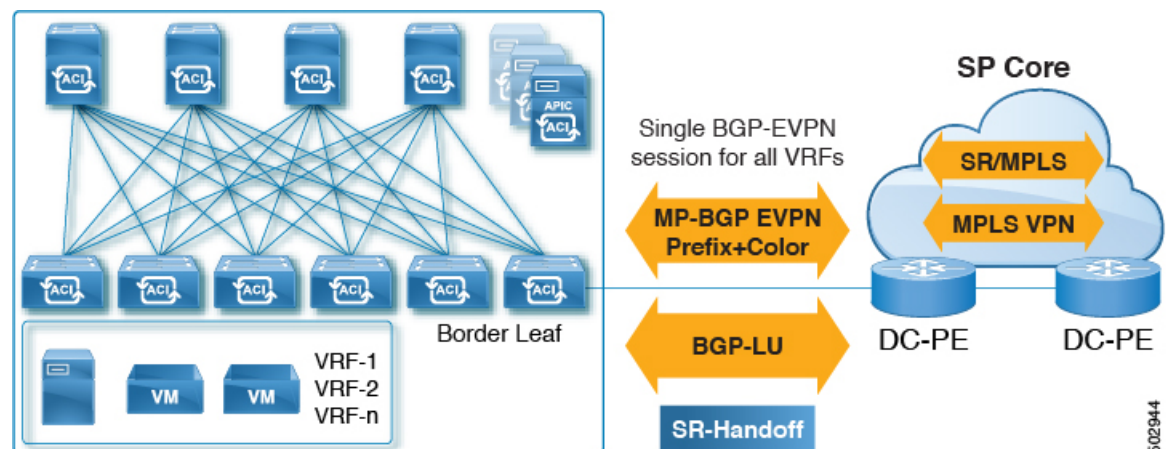 ACI
ACI
ACI
ACI
ACI
APIC
ACI
SP Core
Single BGP-EVPN
session for all VRFs
SR/MPLS
MP-BGP EVPN
Prefix+Color
MPLS VPN
ACI
ACI
ACI
ACI
ACI
ACI
Border Leaf
DC-PE
DC-PE
BGP-LU
VM
VM
VRF-1
VRF-2
VRF-n
SR-Handoff
502944